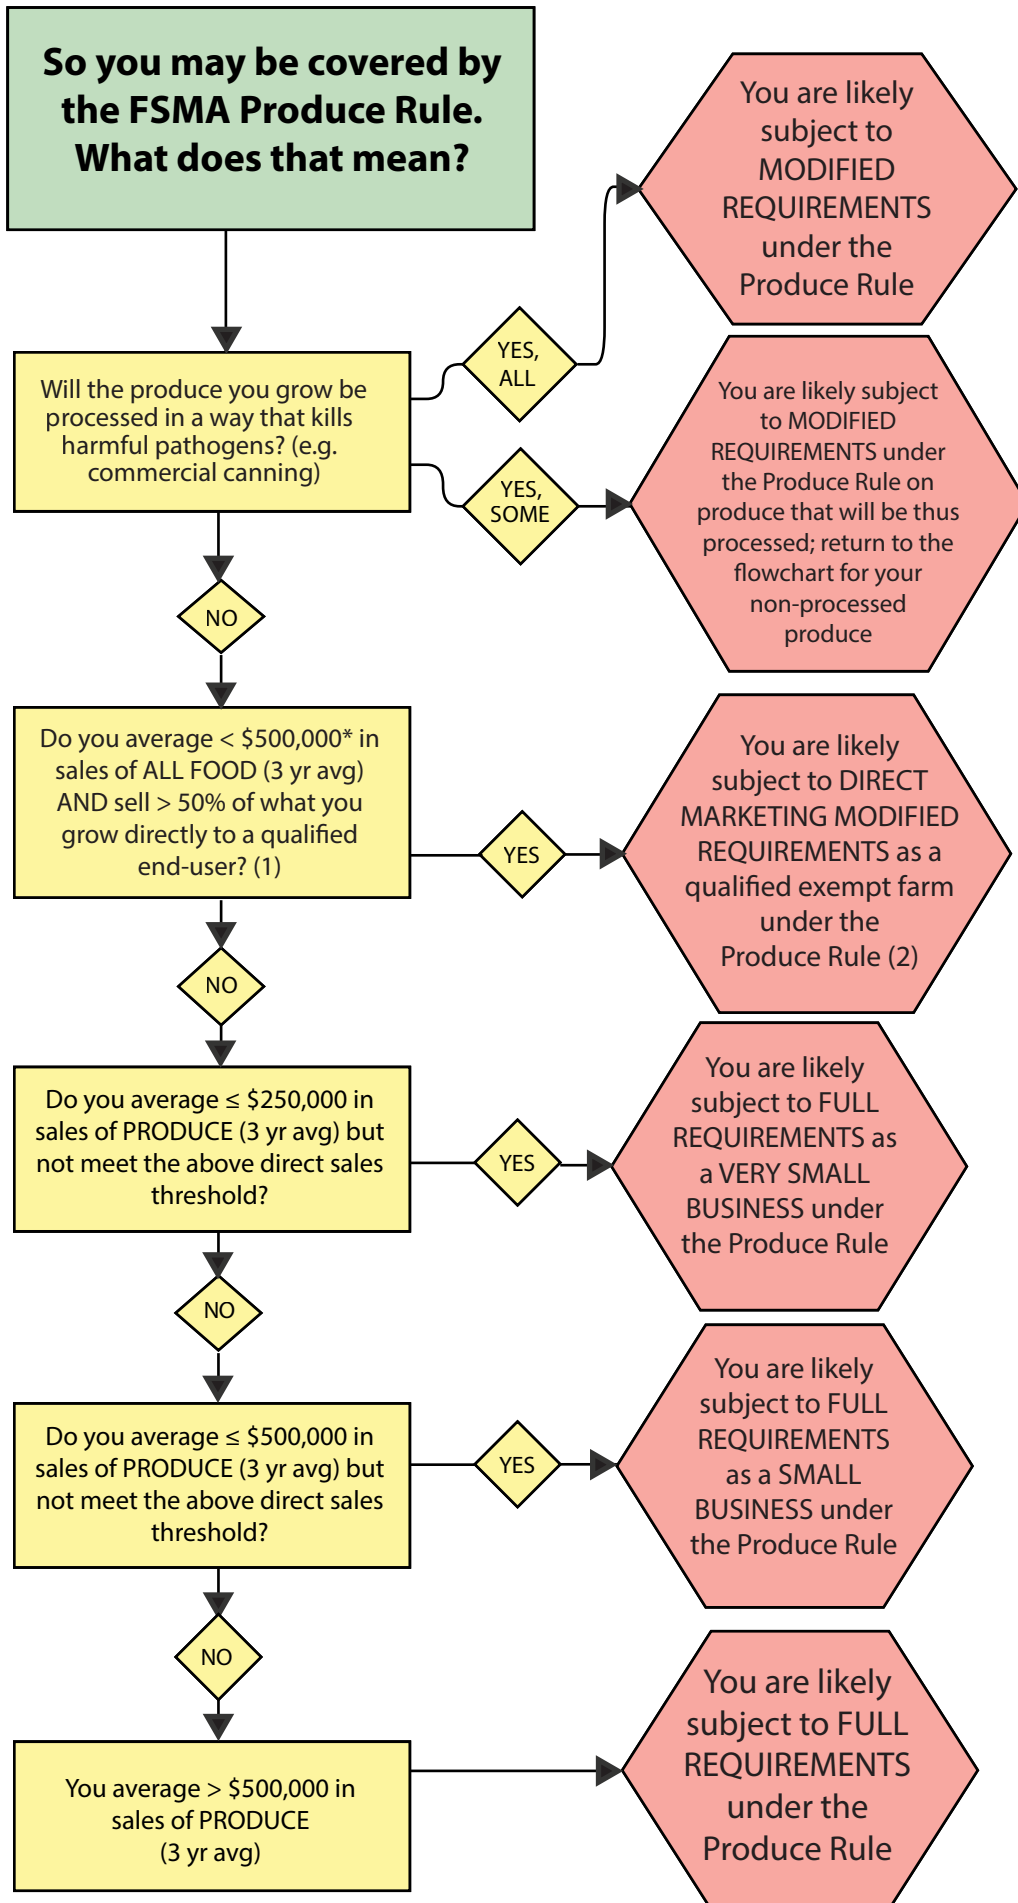 So you may be covered by
the FSMA Produce Rule.
What does that mean?
You are likely
subject to
MODIFIED
REQUIREMENTS
under the
Produce Rule
YES,
ALL
Will the produce you grow be
processed in a way that kills
harmful pathogens? (e.g.
commercial canning)
YES,
SOME
You are likely subject
to MODIFIED
REQUIREMENTS under
the Produce Rule on
produce that will be thus
processed; return to the
flowchart for your
non-processed
produce
NO
Do you average < $500,000* in
sales of ALL FOOD (3 yr avg)
AND sell > 50% of what you
grow directly to a qualified
end-user? (1)
YES
You are likely
subject to DIRECT
MARKETING MODIFIED
REQUIREMENTS as a
qualified exempt farm
under the
Produce Rule (2)
NO
Do you average ≤ $250,000 in
sales of PRODUCE (3 yr avg) but
not meet the above direct sales
threshold?
YES
You are likely
subject to FULL
REQUIREMENTS as
a VERY SMALL
BUSINESS under
the Produce Rule
NO
Do you average ≤ $500,000 in
sales of PRODUCE (3 yr avg) but
not meet the above direct sales
threshold?
YES
You are likely
subject to FULL
REQUIREMENTS
as a SMALL
BUSINESS under
the Produce Rule
NO
You average > $500,000 in
sales of PRODUCE
(3 yr avg)
You are likely
subject to FULL
REQUIREMENTS
under the
Produce Rule